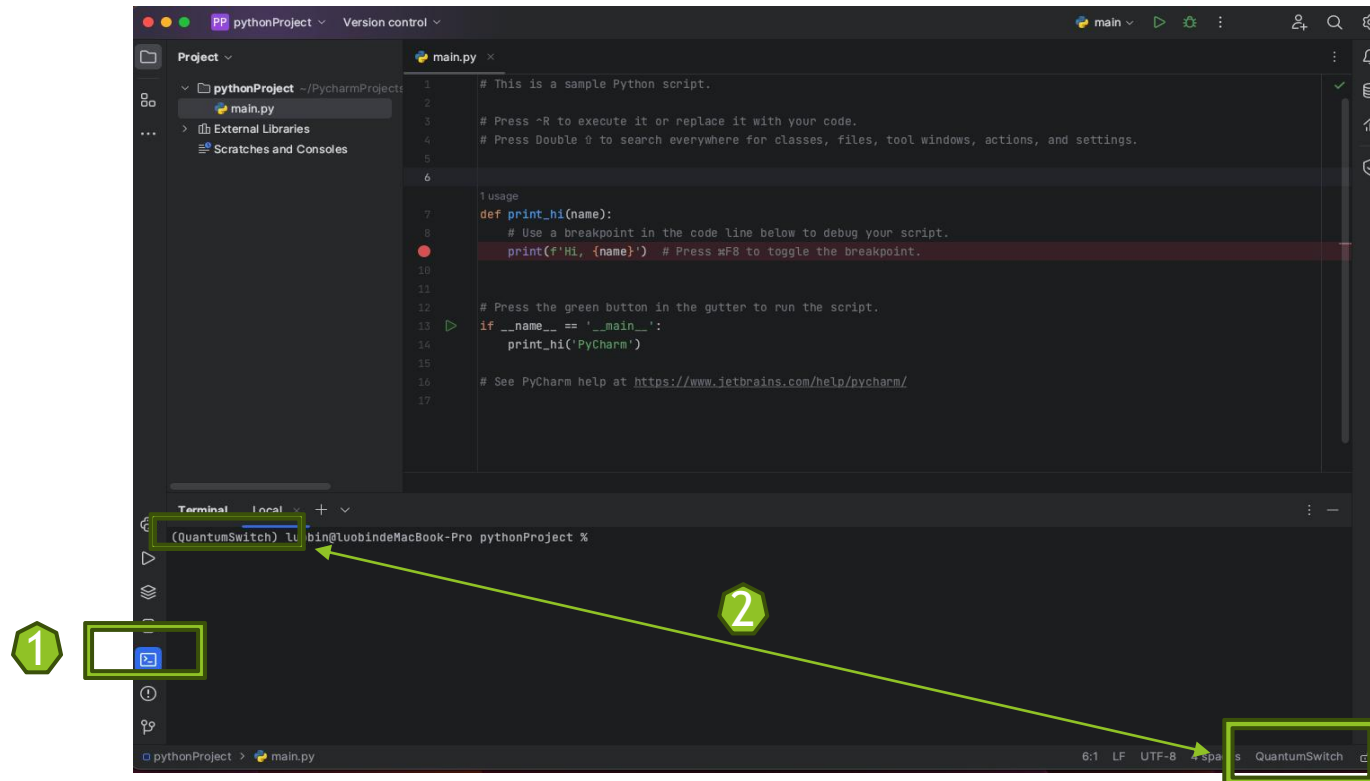 PP pythonProject Version control main
Project
main.py
pythonProject ~/PycharmProjects
main.py
External Libraries
Scratches and Consoles
1 # This is a sample Python script.
2
3 # Press ⌃R to execute it or replace it with your code.
4 # Press Double ⇧ to search everywhere for classes, files, tool windows, actions, and settings.
5
6
1 usage
7 def print_hi(name):
8 # Use a breakpoint in the code line below to debug your script.
print(f'Hi, {name}') # Press ⌘F8 to toggle the breakpoint.
10
11
12 # Press the green button in the gutter to run the script.
13 if __name__ == '__main__':
14 print_hi('PyCharm')
15
16 # See PyCharm help at https://www.jetbrains.com/help/pycharm/
17
Terminal Local
(QuantumSwitch) luobin@luobindeMacBook-Pro pythonProject %
2
1
pythonProject > main.py 6:1 LF UTF-8 4 spaces QuantumSwitch